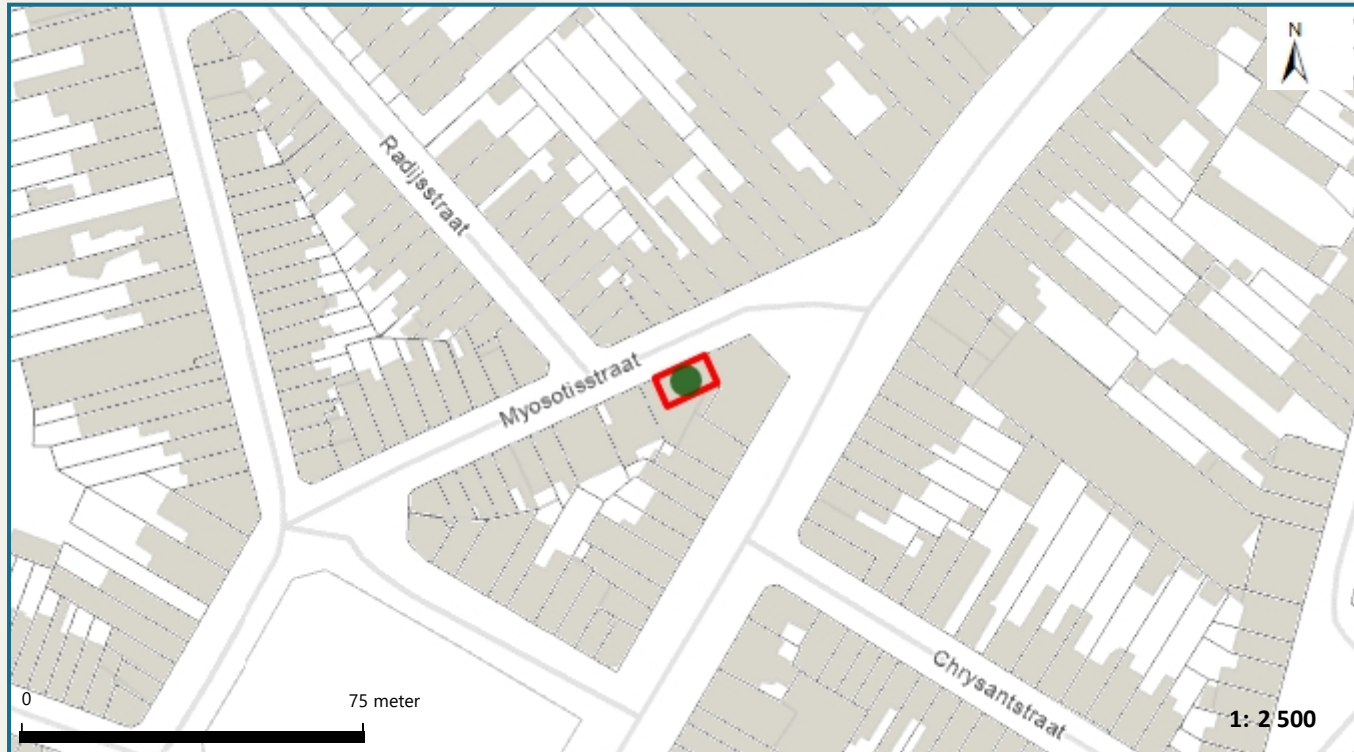 N
Radijsstraat
Myosotisstraat
Chrysantstraat
0 75 meter
1: 2 500